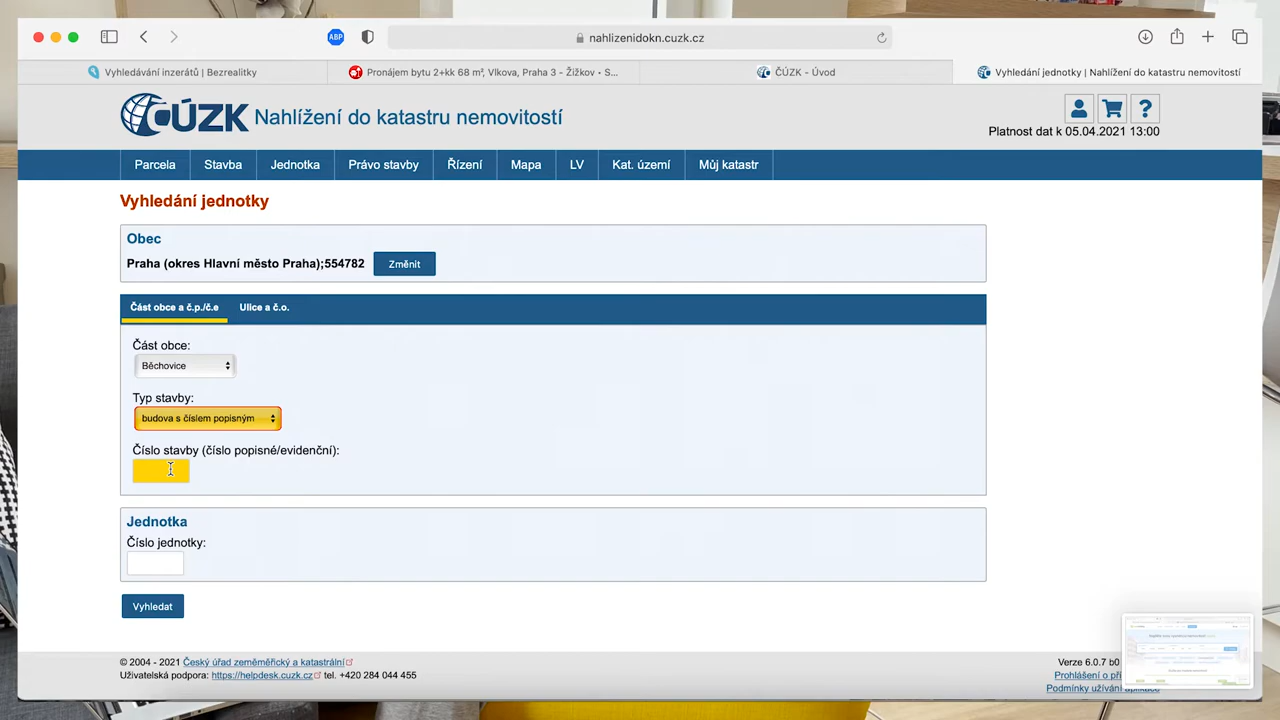 ABP
nahlizenidokn.cuzk.cz
Vyhledávání inzerátů | Bezrealitky
Pronájem bytu 2+kk 68 m², Vlkova, Praha 3 - Žižkov • S...
ČÚZK - Úvod
Vyhledání jednotky | Nahlížení do katastru nemovitostí
ČÚZK Nahlížení do katastru nemovitostí
?
Platnost dat k 05.04.2021 13:00
Parcela Stavba Jednotka Právo stavby Řízení Mapa LV Kat. území Můj katastr
Vyhledání jednotky
Obec
Praha (okres Hlavní město Praha);554782 Změnit
Část obce a č.p./č.e Ulice a č.o.
Část obce:
Běchovice
Typ stavby:
budova s číslem popisným
Číslo stavby (číslo popisné/evidenční):
Jednotka
Číslo jednotky:
Vyhledat
© 2004 - 2021 Český úřad zeměměřický a katastrální
Verze 6.0.7 b0
Uživatelská podpora: https://helpdesk.cuzk.cz tel. +420 284 044 455
Prohlášení o př
Podmínky užívání aplikace